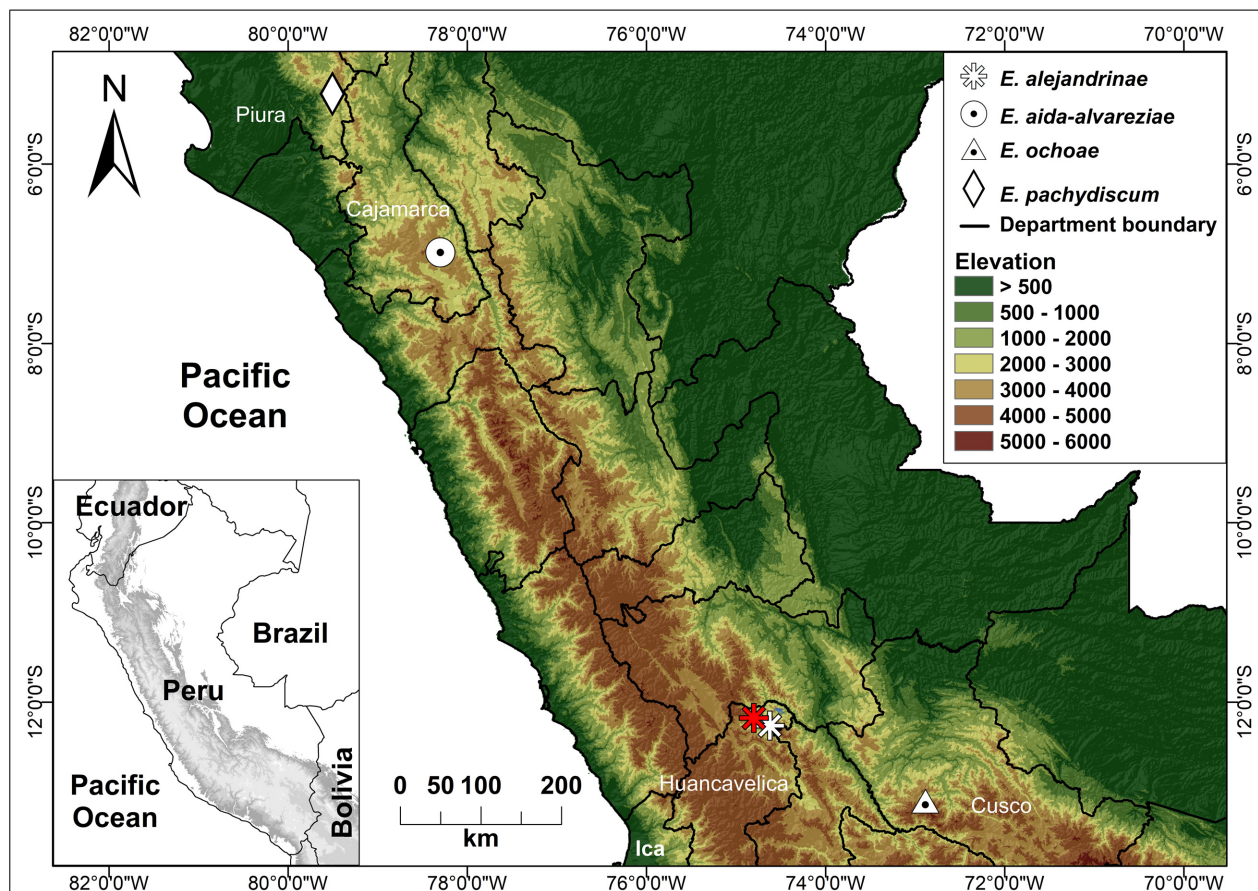 82°0'0"W 80°0'0"W 78°0'0"W 76°0'0"W 74°0'0"W 72°0'0"W 70°0'0"W
N
Piura
Cajamarca
E. alejandrinae
E. aida-alvareziae
E. ochoae
E. pachydiscum
Department boundary
Elevation
> 500
500 - 1000
1000 - 2000
2000 - 3000
3000 - 4000
4000 - 5000
5000 - 6000
6°0'0"S
6°0'0"S
8°0'0"S
8°0'0"S
Pacific
Ocean
10°0'0"S
10°0'0"S
12°0'0"S
12°0'0"S
Ecuador
Brazil
Peru
Pacific
Ocean
Bolivia
0 50 100 200
km
Huancavelica
Cusco
Ica
82°0'0"W 80°0'0"W 78°0'0"W 76°0'0"W 74°0'0"W 72°0'0"W 70°0'0"W